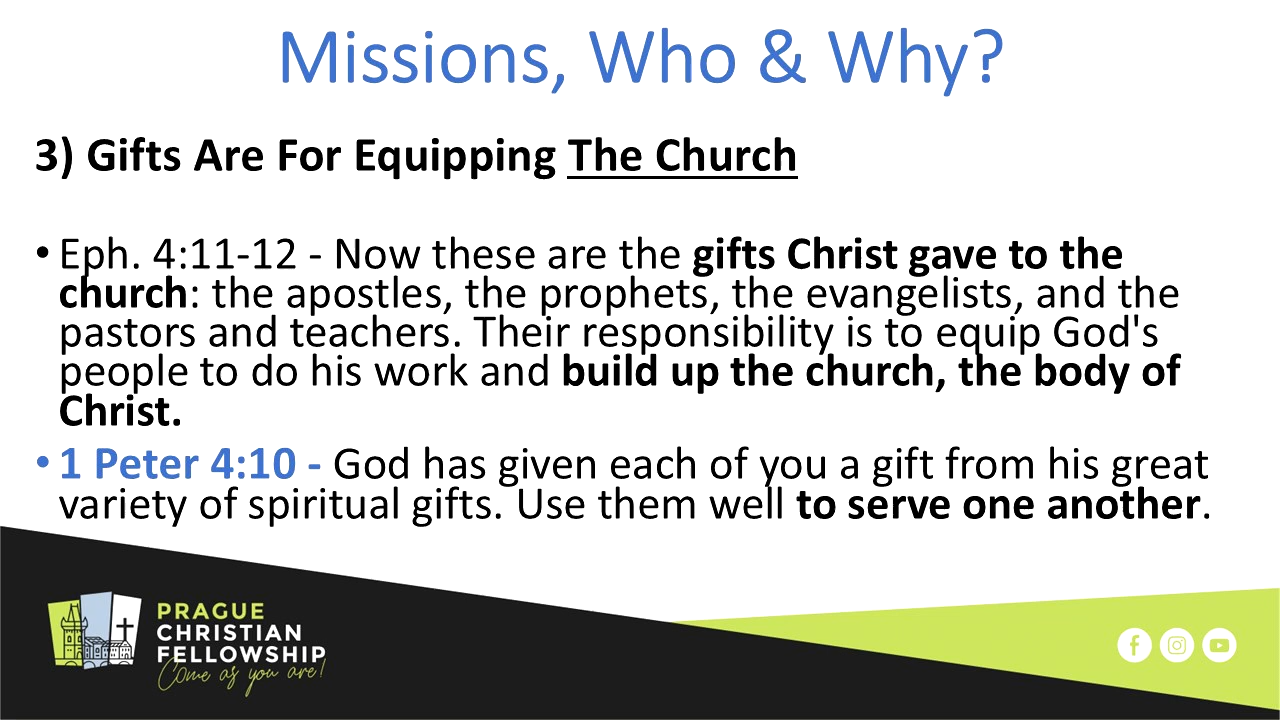 Missions, Who & Why?
3) Gifts Are For Equipping The Church
• Eph. 4:11-12 - Now these are the gifts Christ gave to the
church: the apostles, the prophets, the evangelists, and the
pastors and teachers. Their responsibility is to equip God's
people to do his work and build up the church, the body of
Christ.
• 1 Peter 4:10 - God has given each of you a gift from his great
variety of spiritual gifts. Use them well to serve one another.
PRAGUE
CHRISTIAN
FELLOWSHIP
Come as you are!